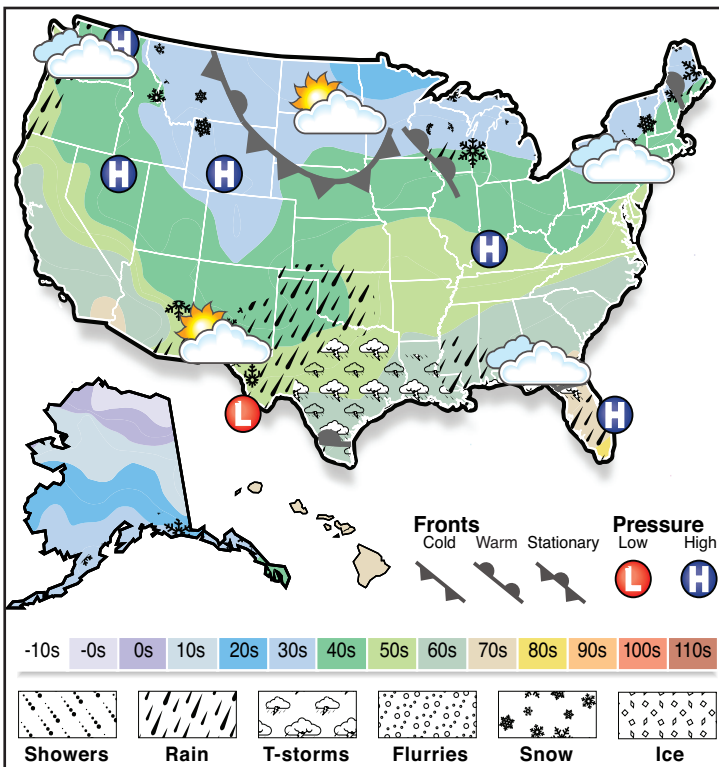 H
H
H
H
L
H
Fronts
Cold Warm Stationary
Pressure
Low High
L H
-10s -0s 0s 10s 20s 30s 40s 50s 60s 70s 80s 90s 100s 110s
Showers Rain T-storms Flurries Snow Ice